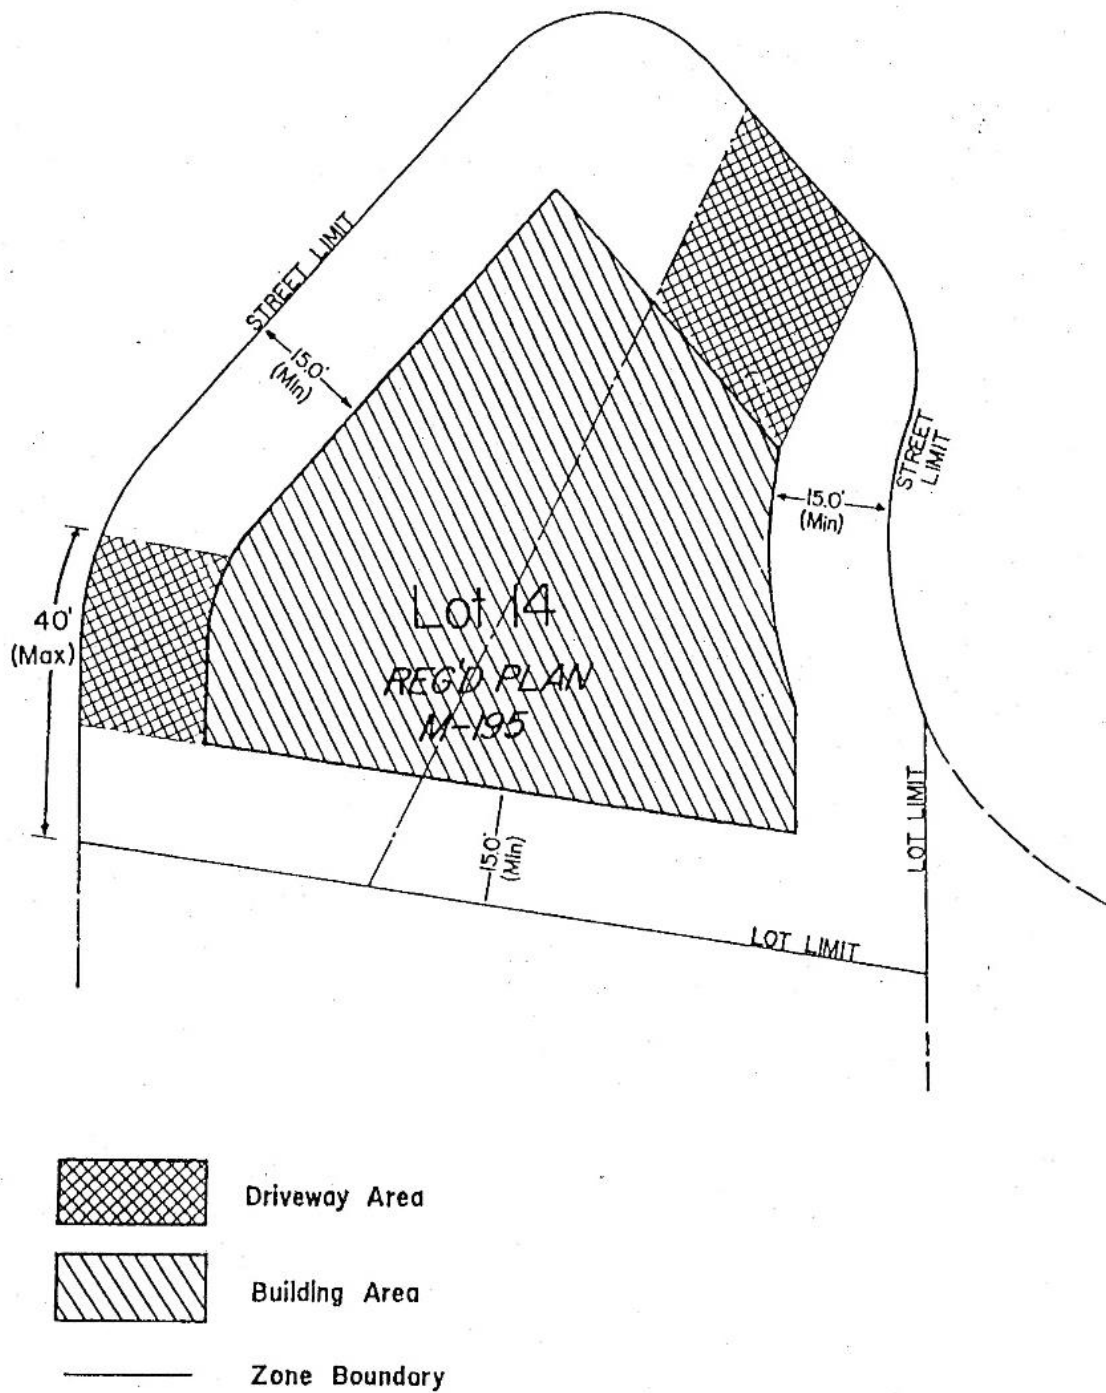 STREET LIMIT
15.0'
(Min)
STREET
LIMIT
15.0'
(Min)
40'
(Max)
Lot 14
REG'D PLAN
M-195
15.0'
(Min)
LOT LIMIT
LOT LIMIT
Driveway Area
Building Area
Zone Boundary